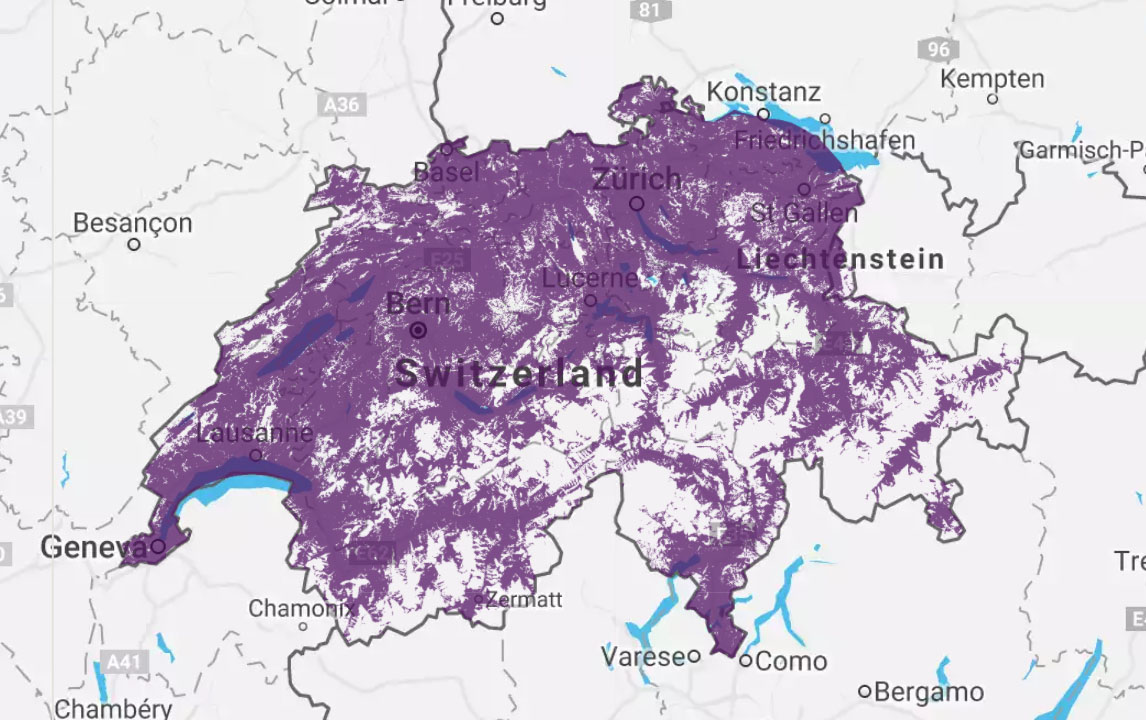 Freiburg
81
96
Kempten
Konstanz
A36
Friedrichshafen
Garmisch-P
Basel
Zürich
St Gallen
Besançon
Liechtenstein
E25
Lucerne
Bern
Switzerland
A39
Lausanne
Geneva
E62
Zermatt
Chamonix
Tre
A41
Varese
Como
Bergamo
Chambéry